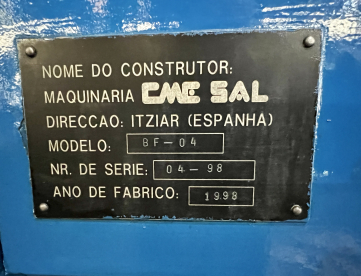 NOME DO CONSTRUTOR:
MAQUINARIA CME SAL
DIRECCAO: ITZIAR (ESPANHA)
MODELO: BF-04
NR. DE SERIE: 04-98
ANO DE FABRICO: 1998